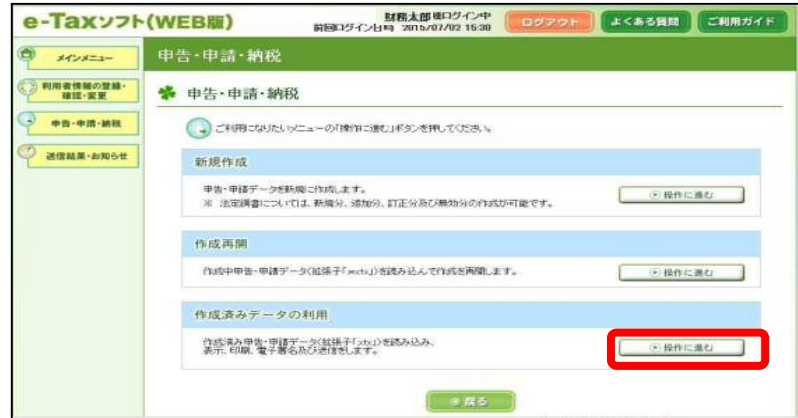 e-Taxソフト(WEB版)
財務太郎様ログイン中
前回ログイン日時 2015/07/02 15:30
ログアウト
よくある質問
ご利用ガイド
メインメニュー
利用者情報の登録・
確認・変更
申告・申請・納税
送信結果・お知らせ
申告・申請・納税
申告・申請・納税
ご利用になりたいメニューの「操作に進む」ボタンを押してください。
新規作成
申告・申請データを新規に作成します。
※ 法定調書については、新規分、追加分、訂正分及び無効分の作成が可能です。
操作に進む
作成再開
作成中申告・申請データ(拡張子「.wxtx」)を読み込んで作成を再開します。
操作に進む
作成済みデータの利用
作成済み申告・申請データ(拡張子「.xtx」)を読み込み、
表示、印刷、電子署名及び送信をします。
操作に進む
戻る